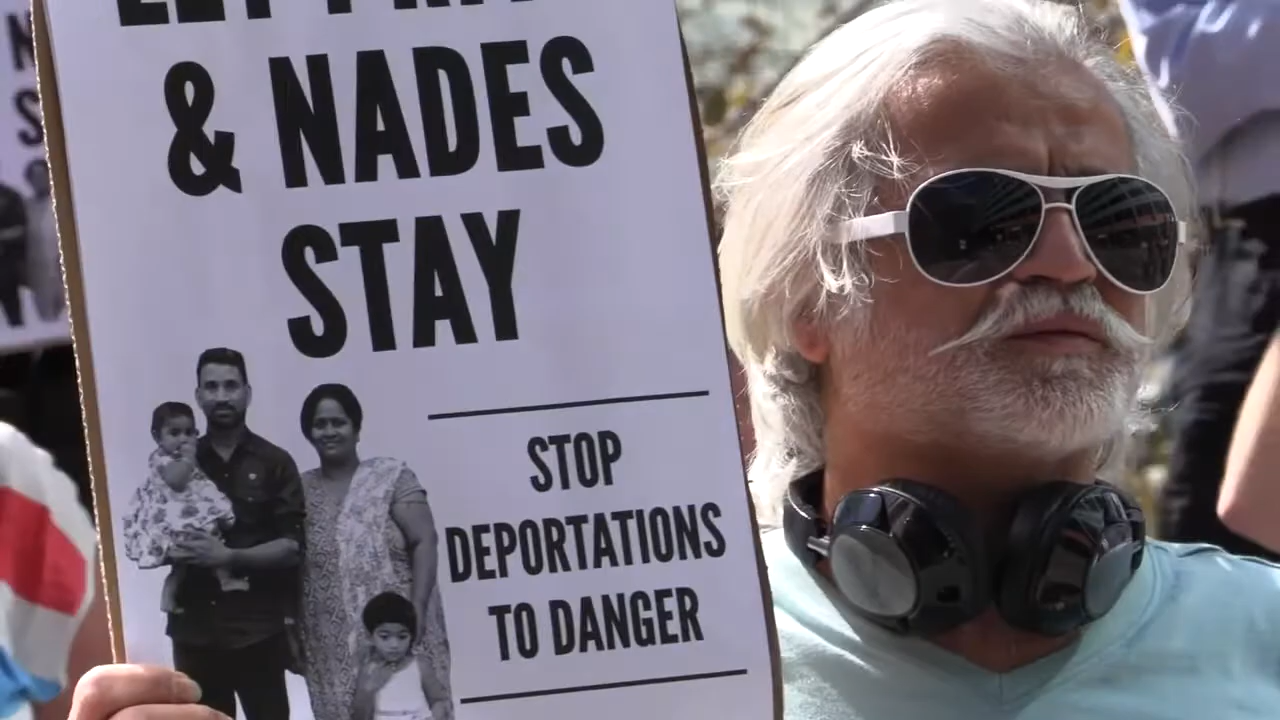 & NADES
STAY
STOP
DEPORTATIONS
TO DANGER